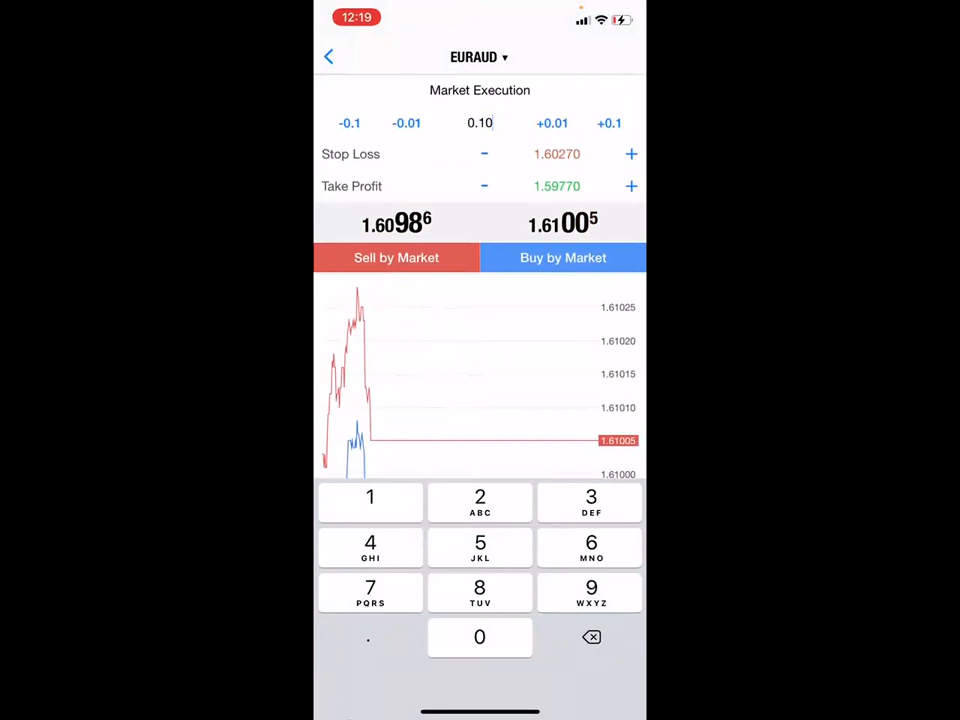 12:19
EURAUD ▾
Market Execution
-0.1 -0.01 0.10 +0.01 +0.1
Stop Loss - 1.60270 +
Take Profit - 1.59770 +
1.60986 1.61005
Sell by Market Buy by Market
1.61025
1.61020
1.61015
1.61010
1.61005
1.61000
1 2 3
ABC DEF
4 5 6
GHI JKL MNO
7 8 9
PQRS TUV WXYZ
. 0